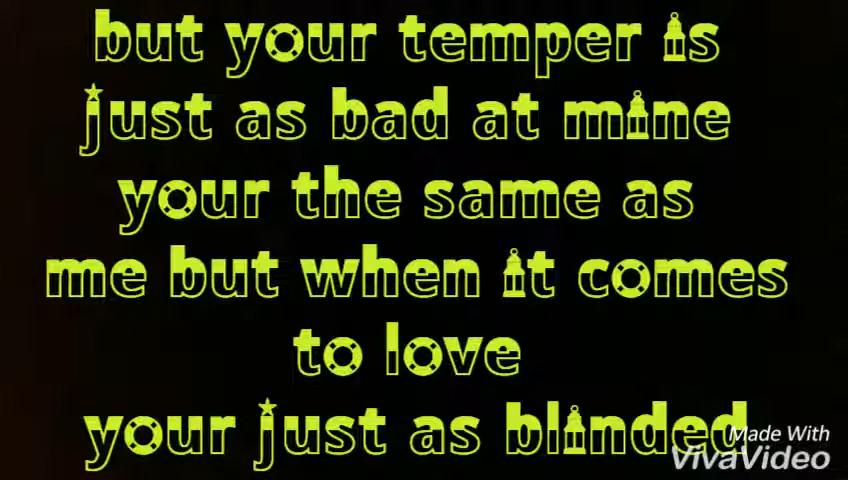 but your temper is
just as bad at mine
your the same as
me but when it comes
to love
your just as blinded
Made With
VivaVideo